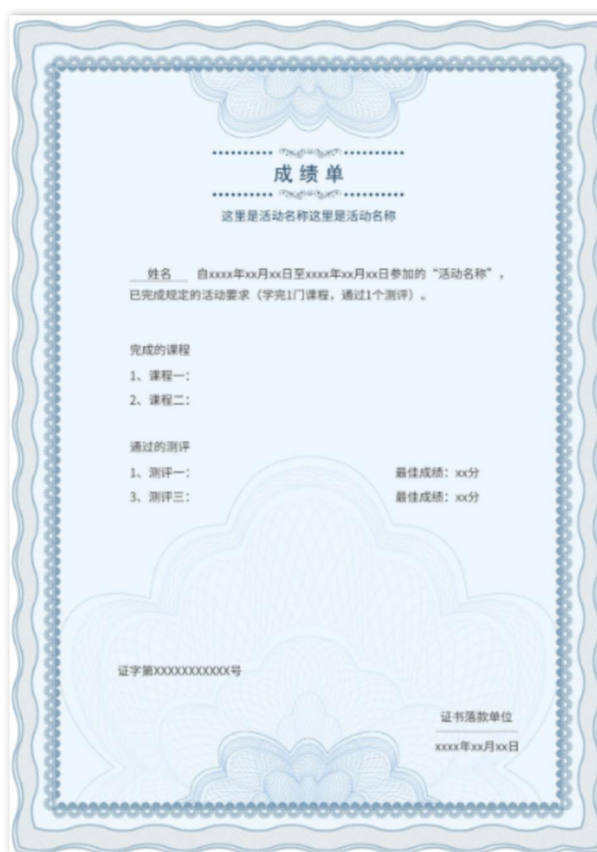 成绩单
这里是活动名称这里是活动名称
姓名 自xxxx年xx月xx日至xxxx年xx月xx日参加的“活动名称”，
已完成规定的活动要求（学完1门课程，通过1个测评）。
完成的课程
1、课程一：
2、课程二：
通过的测评
1、测评一： 最佳成绩：xx分
3、测评三： 最佳成绩：xx分
证字第XXXXXXXXXXX号
证书落款单位
xxxx年xx月xx日